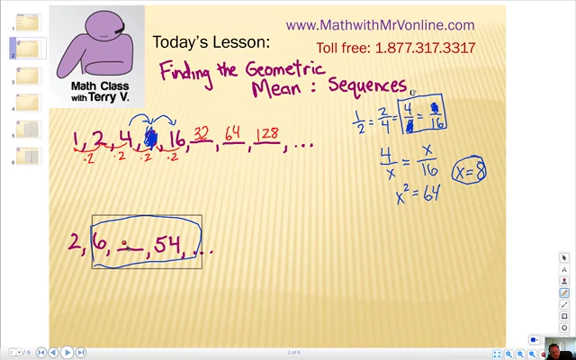 www.MathwithMrVonline.com
Today's Lesson:
Toll free: 1.877.317.3317
Finding the Geometric
Mean : Sequences
Math Class
with Terry V.
1, 2, 4, 8, 16, 32, 64, 128, ...
·2 ·2 ·2 ·2
1/2 = 2/4 = 4/8 = 8/16
4/x = x/16
x² = 64
x=8
2, 6, __, 54, ...
2 of 6